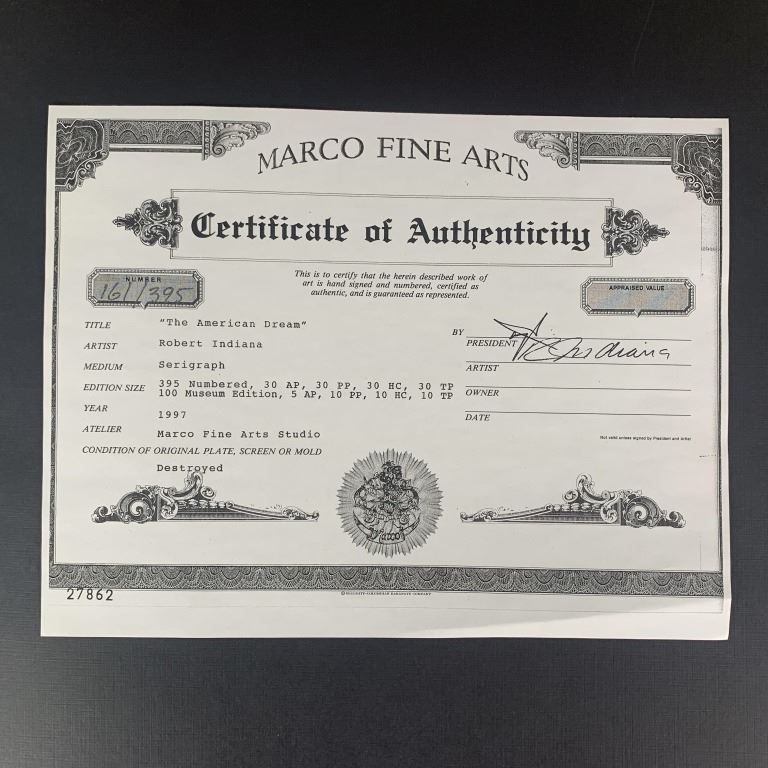 MARCO FINE ARTS
Certificate of Authenticity
NUMBER
161/395
This is to certify that the herein described work of
art is hand signed and numbered, certified as
authentic, and is guaranteed as represented.
APPRAISED VALUE
TITLE "The American Dream"
ARTIST Robert Indiana
MEDIUM Serigraph
EDITION SIZE 395 Numbered, 30 AP, 30 PP, 30 HC, 30 TP
100 Museum Edition, 5 AP, 10 PP, 10 HC, 10 TP
YEAR 1997
ATELIER Marco Fine Arts Studio
CONDITION OF ORIGINAL PLATE, SCREEN OR MOLD
Destroyed
BY
PRESIDENT Indiana
ARTIST
OWNER
DATE
Not valid unless signed by President and Artist
Marco
27862